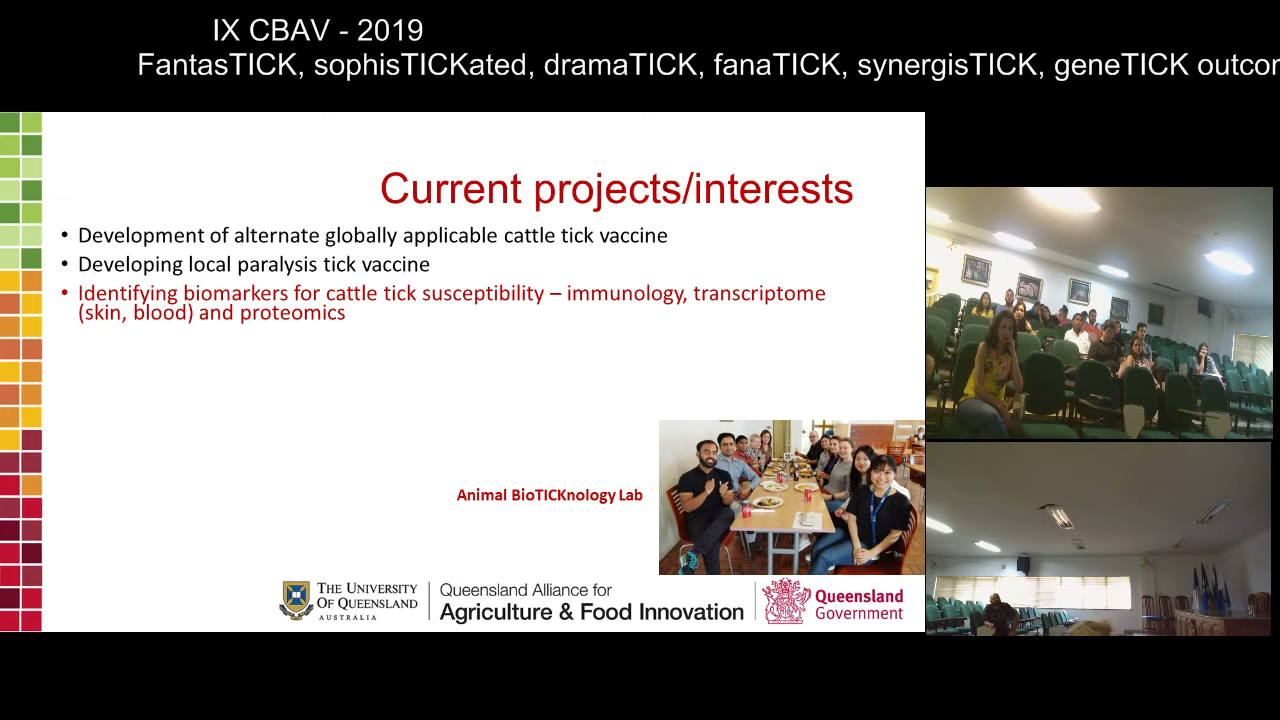 IX CBAV - 2019
FantasTICK, sophisTICKated, dramaTICK, fanaTICK, synergisTICK, geneTICK outcor
Current projects/interests
• Development of alternate globally applicable cattle tick vaccine
• Developing local paralysis tick vaccine
• Identifying biomarkers for cattle tick susceptibility – immunology, transcriptome
(skin, blood) and proteomics
Animal BioTICKnology Lab
THE UNIVERSITY
OF QUEENSLAND
AUSTRALIA
Queensland Alliance for
Agriculture & Food Innovation
Queensland
Government